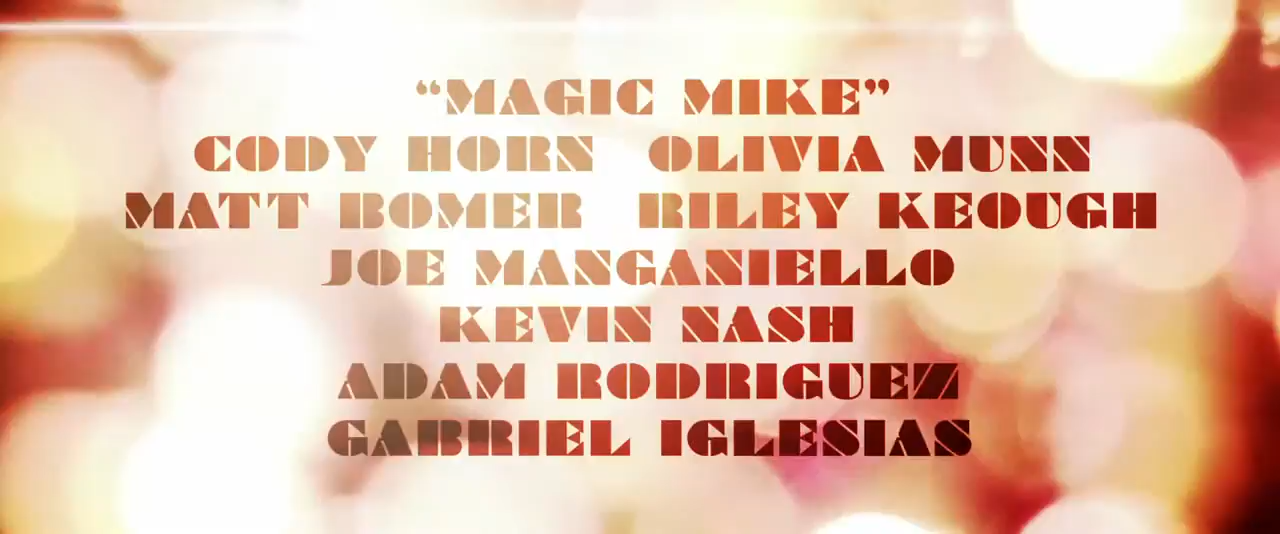 “MAGIC MIKE”
CODY HORN OLIVIA MUNN
MATT BOMER RILEY KEOUGH
JOE MANGANIELLO
KEVIN NASH
ADAM RODRIGUEZ
GABRIEL IGLESIAS